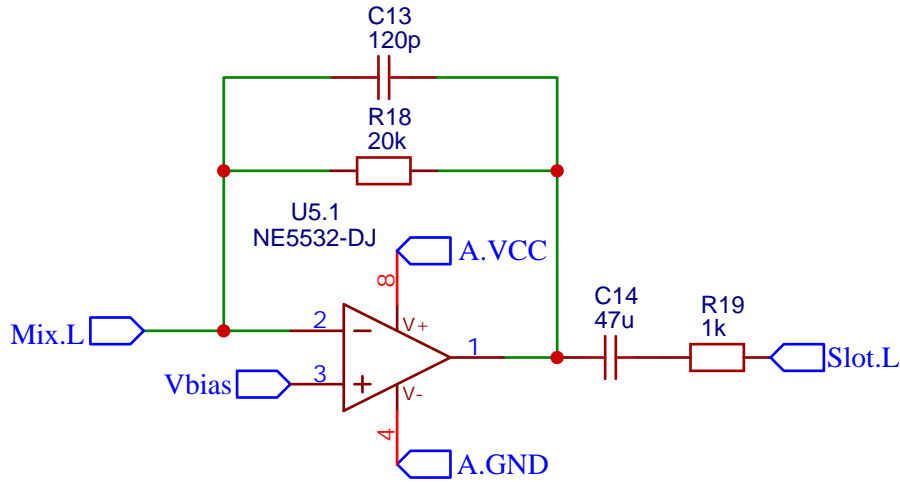 C13
120p
R18
20k
U5.1
NE5532-DJ
A.VCC
8
C14
47u
R19
1k
Mix.L
2
V+
1
Vbias
3
V-
Slot.L
4
A.GND